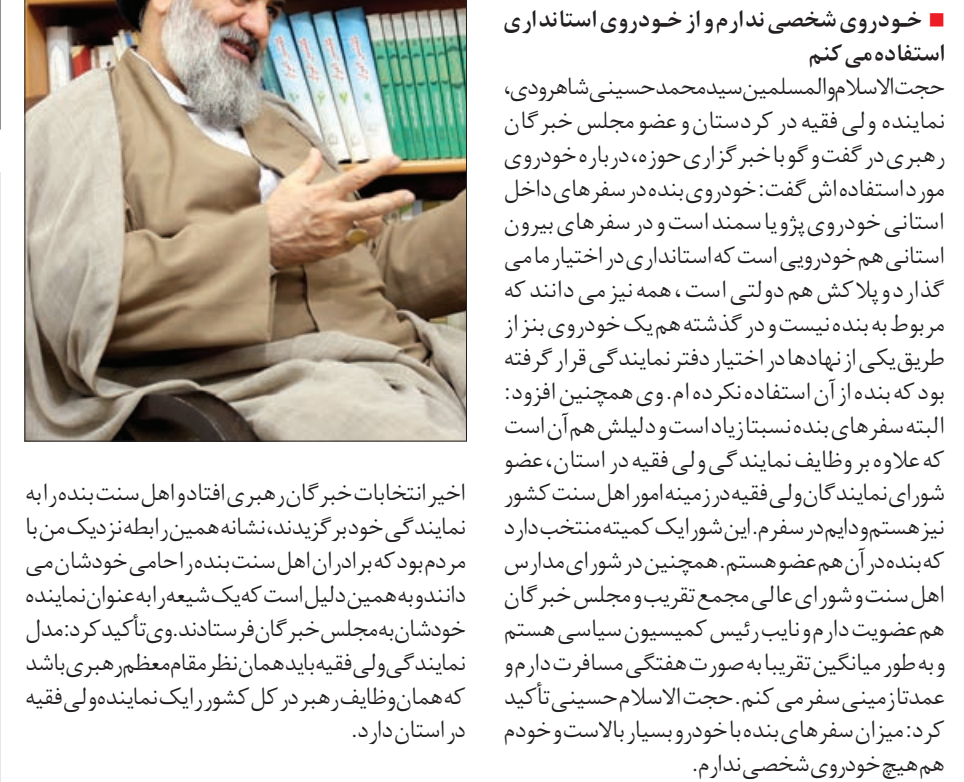 خودروی شخصی ندارم و از خودروی استانداری
استفاده می کنم
حجت‌الاسلام‌والمسلمین سیدمحمدحسینی شاهرودی،
نماینده ولی فقیه در کردستان و عضو مجلس خبرگان
رهبری در گفت‌و گو با خبرگزاری حوزه، درباره خودروی
مورد استفاده اش گفت: خودروی بنده در سفرهای داخل
استانی خودروی پژو یا سمند است و در سفرهای بیرون
استانی هم خودرویی است که استانداری در اختیار ما می
گذارد و پلاکش هم دولتی است ، همه نیز می دانند که
مربوط به بنده نیست و در گذشته هم یک خودروی بنز از
طریق یکی از نهادها در اختیار دفتر نمایندگی قرار گرفته
بود که بنده از آن استفاده نکرده ام. وی همچنین افزود:
البته سفرهای بنده نسبتا زیاد است و دلیلش هم آن است
که علاوه بر وظایف نمایندگی ولی فقیه در استان، عضو
شورای نمایندگان ولی فقیه در زمینه امور اهل سنت کشور
نیز هستم و دایم در سفرم. این شورا یک کمیته منتخب دارد
که بنده در آن هم عضو هستم. همچنین در شورای مدارس
اهل سنت و شورای عالی مجمع تقریب و مجلس خبرگان
هم عضویت دارم و نایب رئیس کمیسیون سیاسی هستم
و به طور میانگین تقریبا به صورت هفتگی مسافرت دارم و
عمدتا زمینی سفر می کنم. حجت الاسلام حسینی تأکید
کرد: میزان سفرهای بنده با خودرو بسیار بالاست و خودم
هم هیچ خودروی شخصی ندارم.
اخیر انتخابات خبرگان رهبری افتاد و اهل سنت بنده را به
نمایندگی خود برگزیدند، نشانه همین رابطه نزدیک من با
مردم بود که برادران اهل سنت بنده را حامی خودشان می
دانند و به همین دلیل است که یک شیعه را به عنوان نماینده
خودشان به مجلس خبرگان فرستادند. وی تأکید کرد: مدل
نمایندگی ولی فقیه باید همان نظر مقام معظم رهبری باشد
که همان وظایف رهبر در کل کشور را یک نماینده ولی فقیه
در استان دارد.